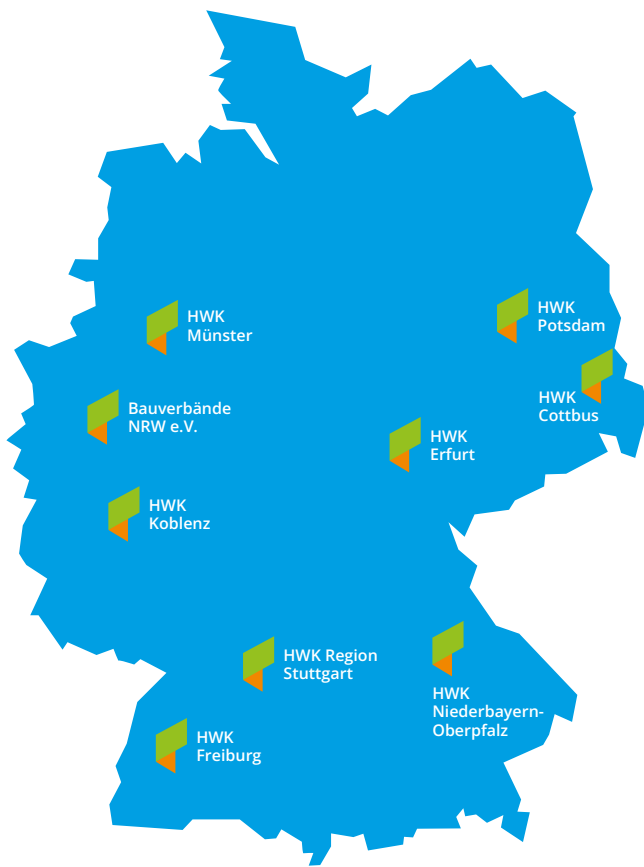 HWK
Münster
HWK
Potsdam
HWK
Cottbus
Bauverbände
NRW e.V.
HWK
Erfurt
HWK
Koblenz
HWK Region
Stuttgart
HWK
Niederbayern-
Oberpfalz
HWK
Freiburg